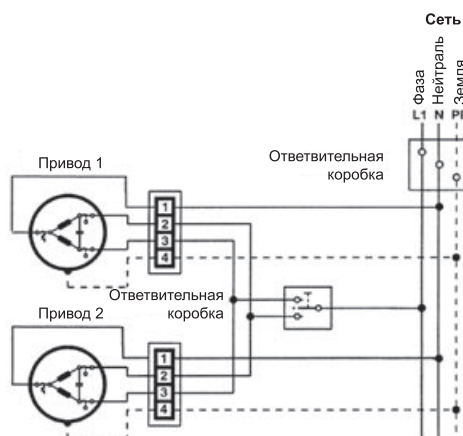 Сеть
Фаза
Нейтраль
Земля
L1 N PE
Ответвительная
коробка
Привод 1
1
2
3
4
Ответвительная
коробка
Привод 2
1
2
3
4